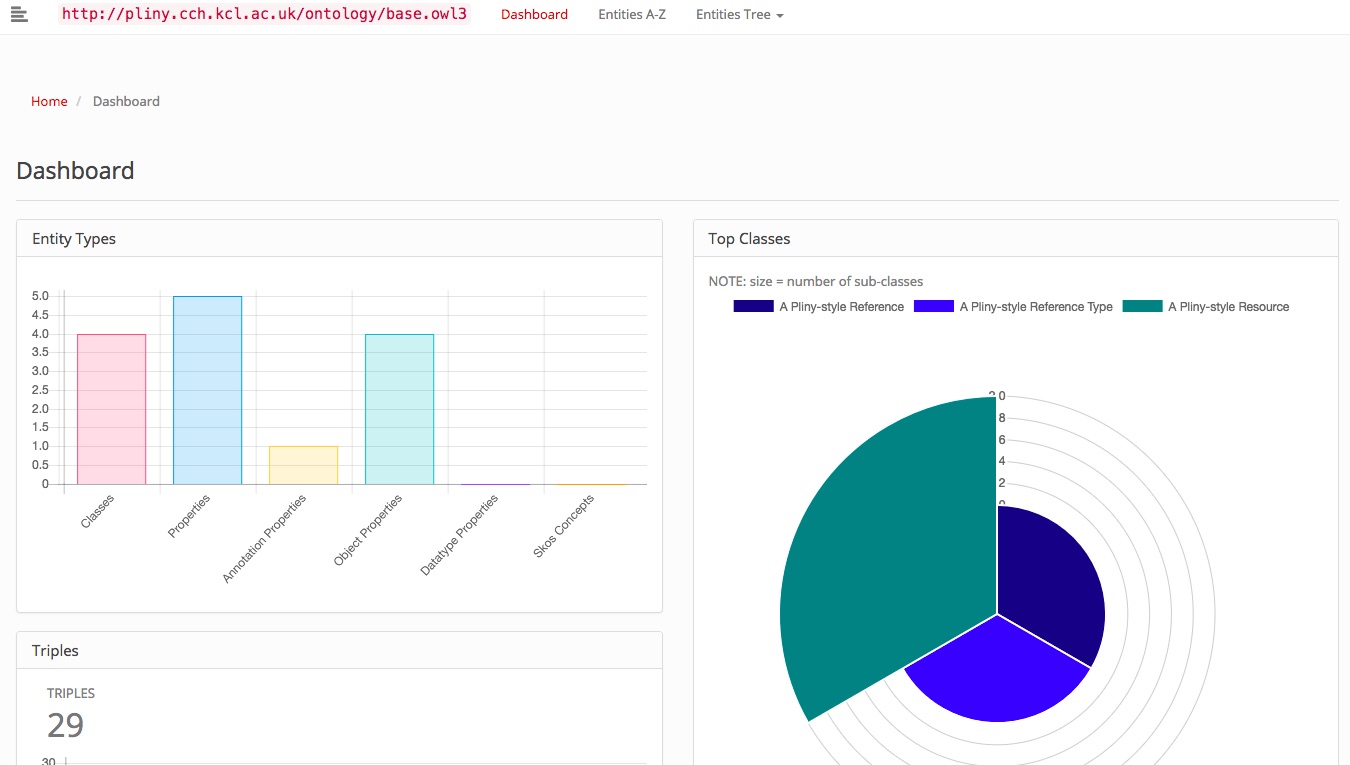 http://pliny.cch.kcl.ac.uk/ontology/base.owl3 Dashboard Entities A-Z Entities Tree
Home / Dashboard
Dashboard
Entity Types
5.0
4.5
4.0
3.5
3.0
2.5
2.0
1.5
1.0
0.5
0
Classes
Properties
Annotation Properties
Object Properties
Datatype Properties
Skos Concepts
Triples
TRIPLES
29
30
Top Classes
NOTE: size = number of sub-classes
A Pliny-style Reference A Pliny-style Reference Type A Pliny-style Resource
2.0
8
6
4
2
0